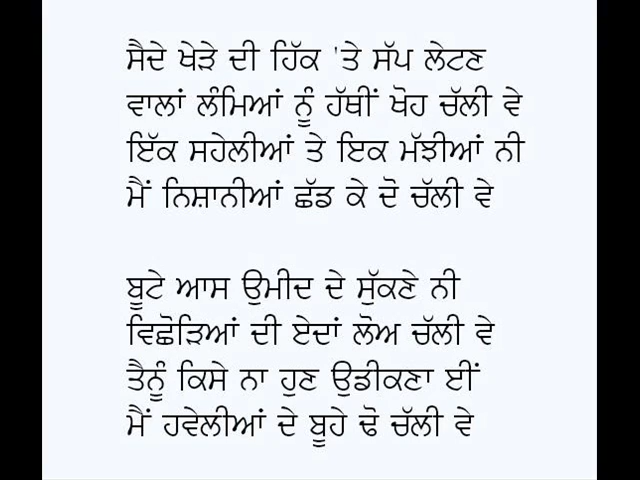 ਸੈਦੇ ਖੇੜੇ ਦੀ ਹਿੱਕ 'ਤੇ ਸੱਪ ਲੇਟਣ
ਵਾਲਾਂ ਲੰਮਿਆਂ ਨੂੰ ਹੱਥੀਂ ਖੋਹ ਚੱਲੀ ਵੇ
ਇੱਕ ਸਹੇਲੀਆਂ ਤੇ ਇਕ ਮੱਝੀਆਂ ਨੀ
ਮੈਂ ਨਿਸ਼ਾਨੀਆਂ ਛੱਡ ਕੇ ਦੋ ਚੱਲੀ ਵੇ
ਬੂਟੇ ਆਸ ਉਮੀਦ ਦੇ ਸੁੱਕਣੇ ਨੀ
ਵਿਛੋੜਿਆਂ ਦੀ ਏਦਾਂ ਲੋਅ ਚੱਲੀ ਵੇ
ਤੈਨੂੰ ਕਿਸੇ ਨਾ ਹੁਣ ਉਡੀਕਣਾ ਈਂ
ਮੈਂ ਹਵੇਲੀਆਂ ਦੇ ਬੂਹੇ ਢੋ ਚੱਲੀ ਵੇ